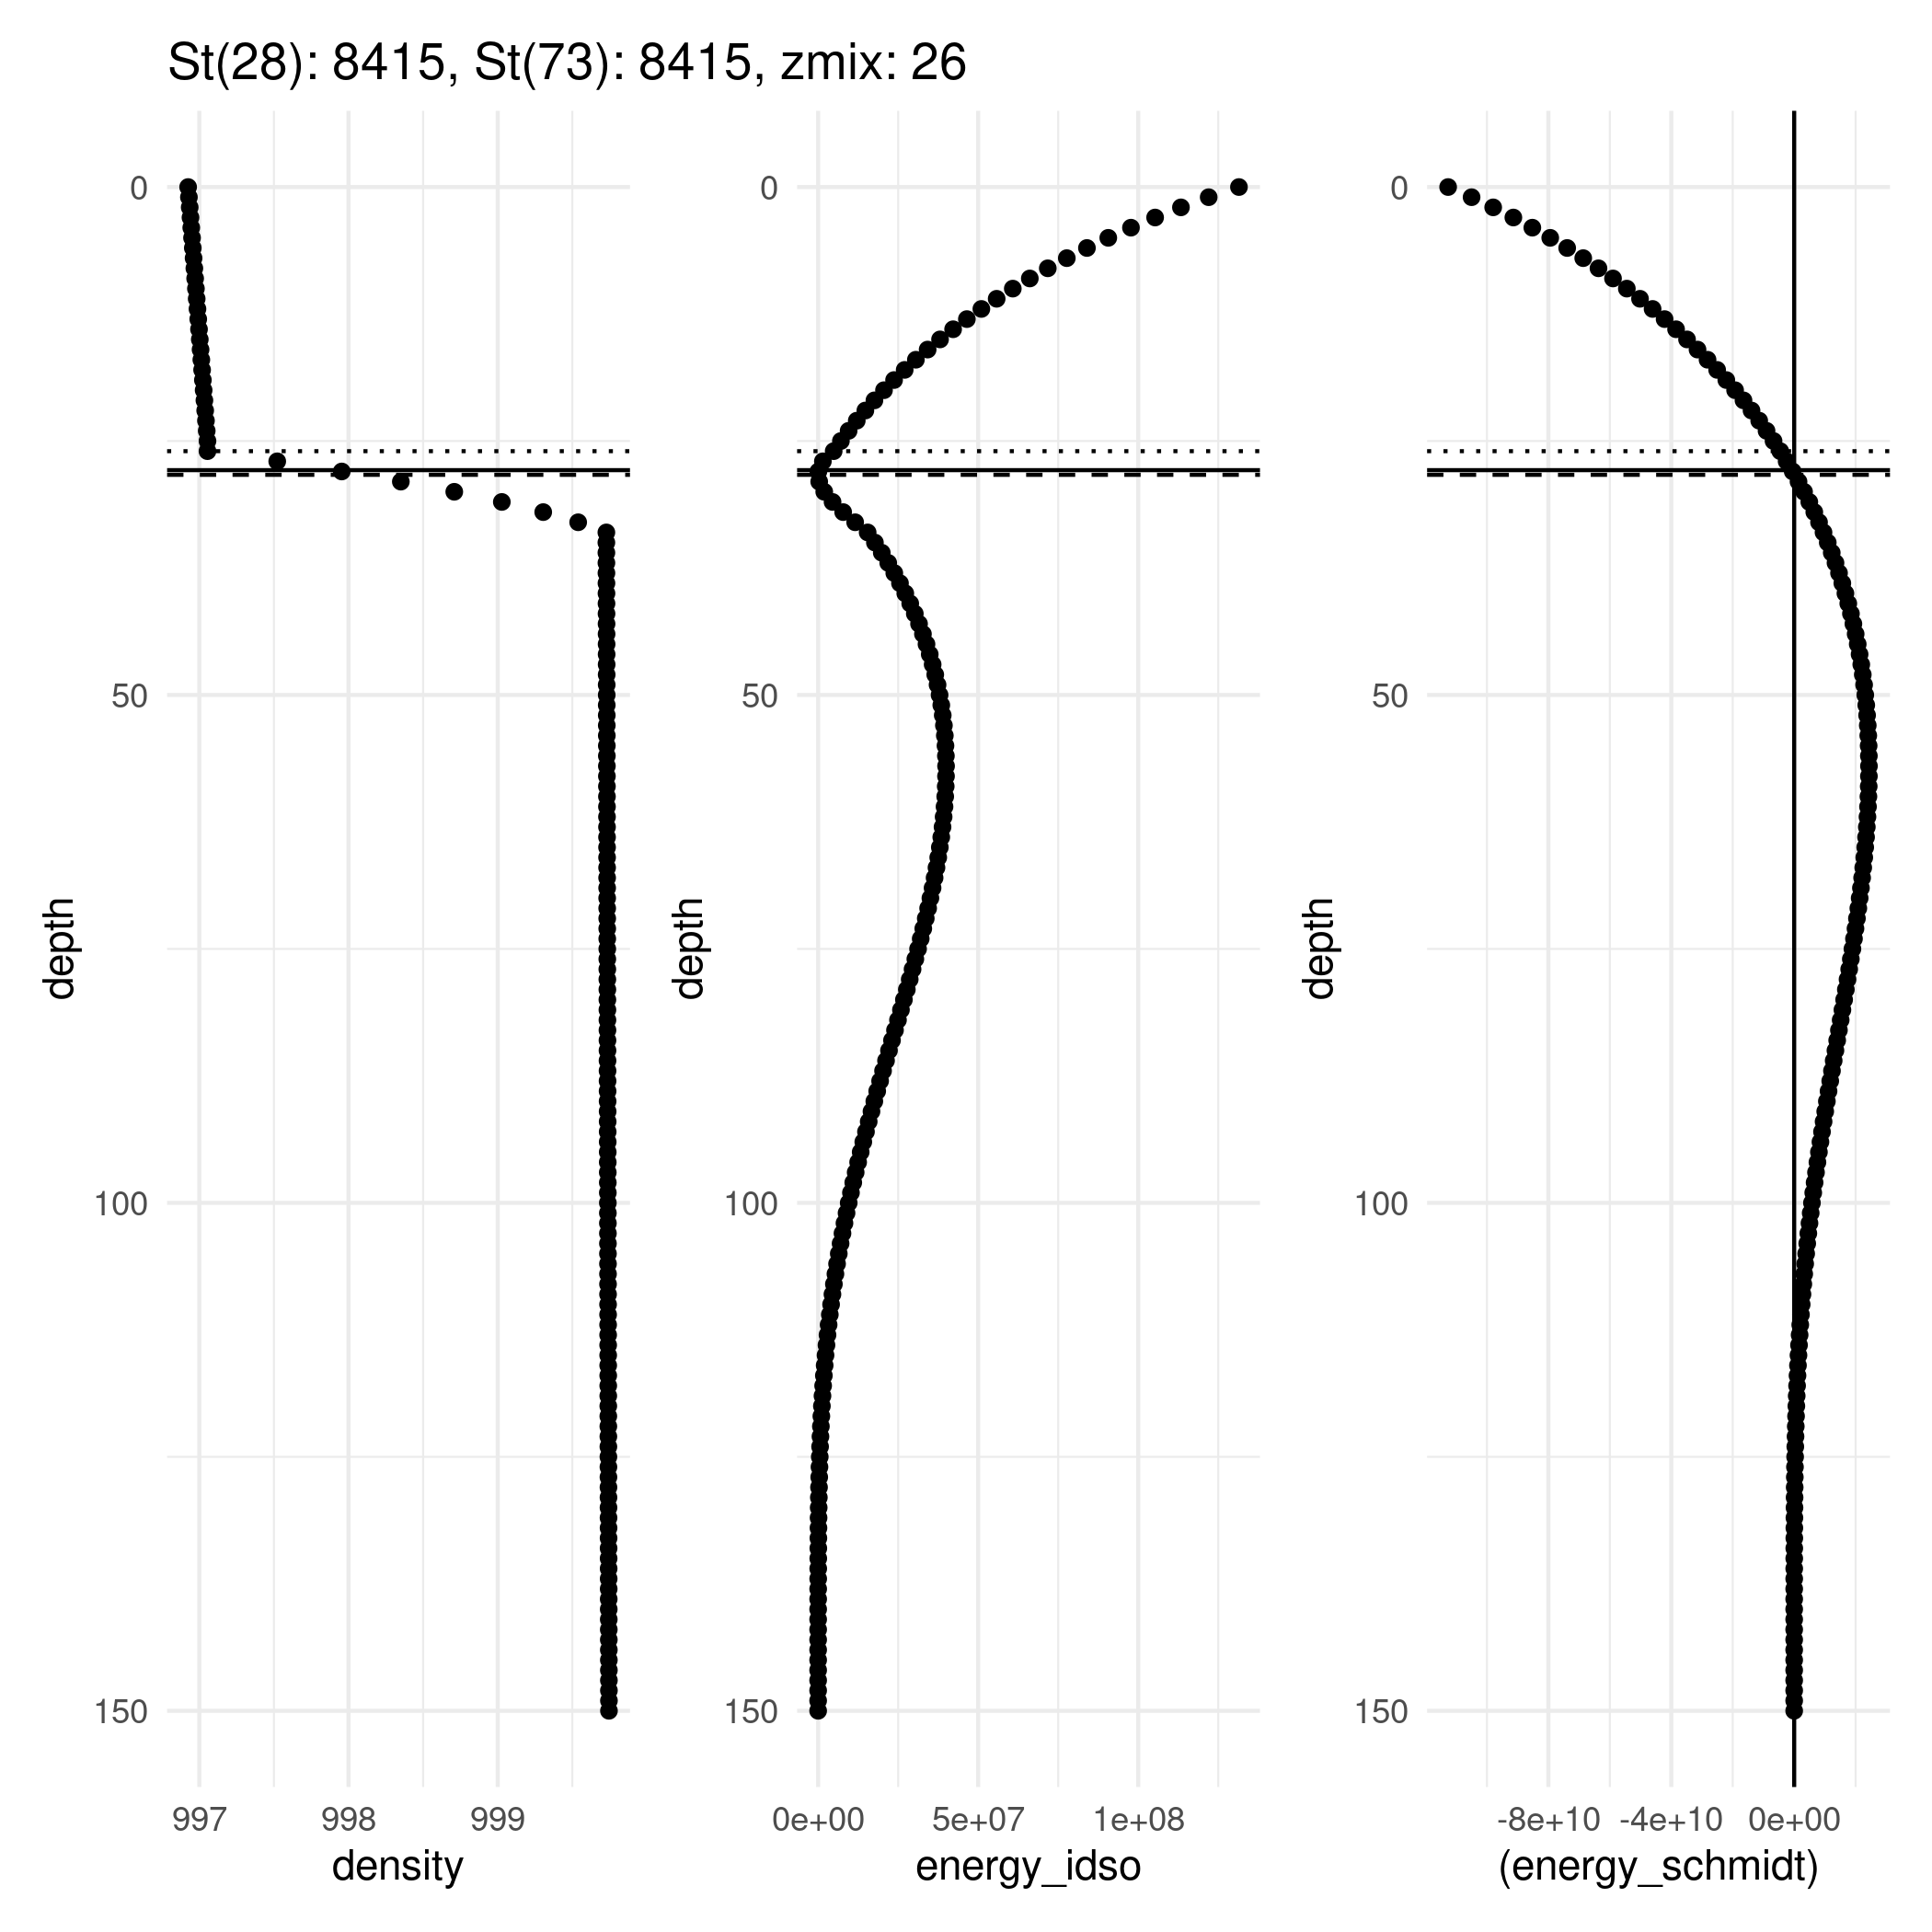 St(28): 8415, St(73): 8415, zmix: 26
0
50
100
150
depth
997 998 999
density
0
50
100
150
depth
0e+00 5e+07 1e+08
energy_idso
0
50
100
150
depth
-8e+10 -4e+10 0e+00
(energy_schmidt)